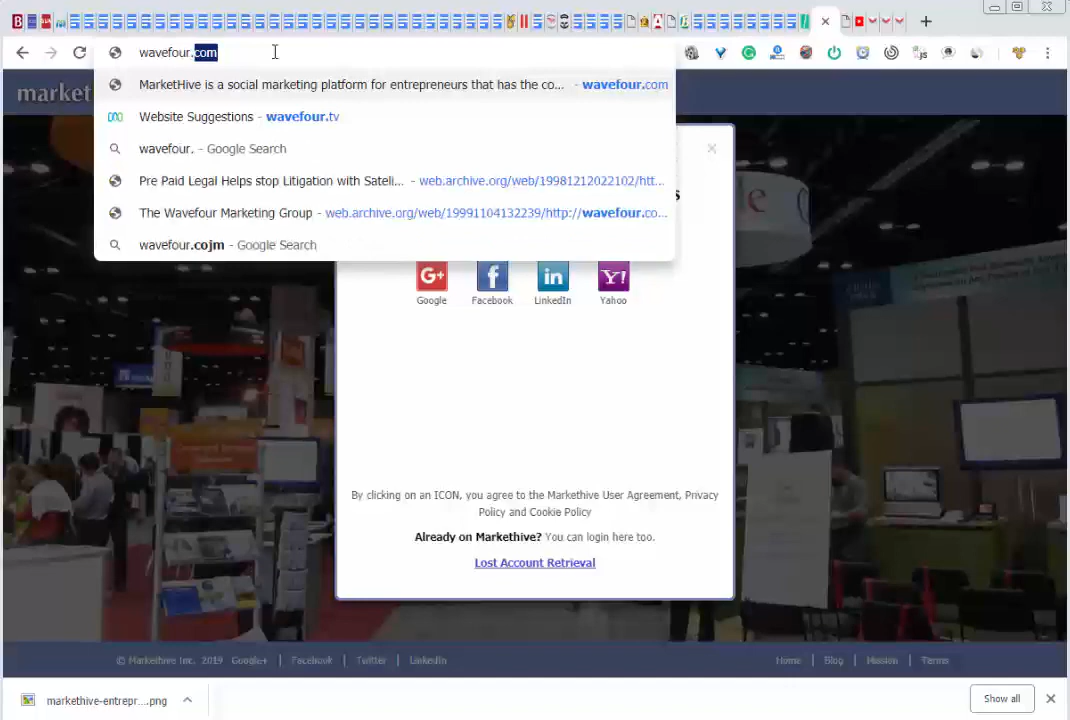 wavefour.com
MarketHive is a social marketing platform for entrepreneurs that has the co... - wavefour.com
Website Suggestions - wavefour.tv
wavefour. - Google Search
Pre Paid Legal Helps stop Litigation with Sateli... - web.archive.org/web/19981212022102/htt...
The Wavefour Marketing Group - web.archive.org/web/19991104132239/http://wavefour.co...
wavefour.cojm - Google Search
market
s
Google Facebook LinkedIn Yahoo
By clicking on an ICON, you agree to the Markethive User Agreement, Privacy
Policy and Cookie Policy
Already on Markethive? You can login here too.
Lost Account Retrieval
© Markethive Inc. 2019 Google+ | Facebook | Twitter | LinkedIn Home | Blog | Mission | Terms
markethive-entrepr....png Show all